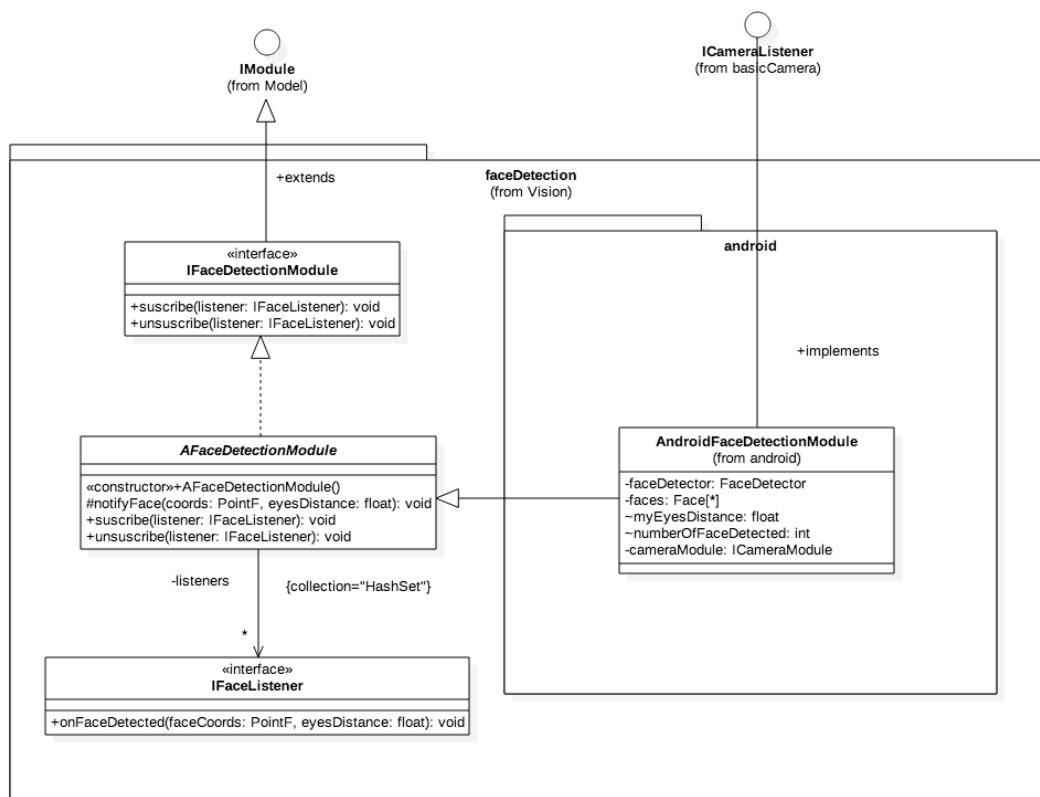 ICameraListener
(from basicCamera)
IModule
(from Model)
+extends
faceDetection
(from Vision)
android
«interface»
IFaceDetectionModule
+suscribe(listener: IFaceListener): void
+unsuscribe(listener: IFaceListener): void
+implements
AFaceDetectionModule
«constructor»+AFaceDetectionModule()
#notifyFace(coords: PointF, eyesDistance: float): void
+suscribe(listener: IFaceListener): void
+unsuscribe(listener: IFaceListener): void
AndroidFaceDetectionModule
(from android)
-faceDetector: FaceDetector
-faces: Face[*]
~myEyesDistance: float
~numberOfFaceDetected: int
-cameraModule: ICameraModule
-listeners
{collection="HashSet"}
*
«interface»
IFaceListener
+onFaceDetected(faceCoords: PointF, eyesDistance: float): void